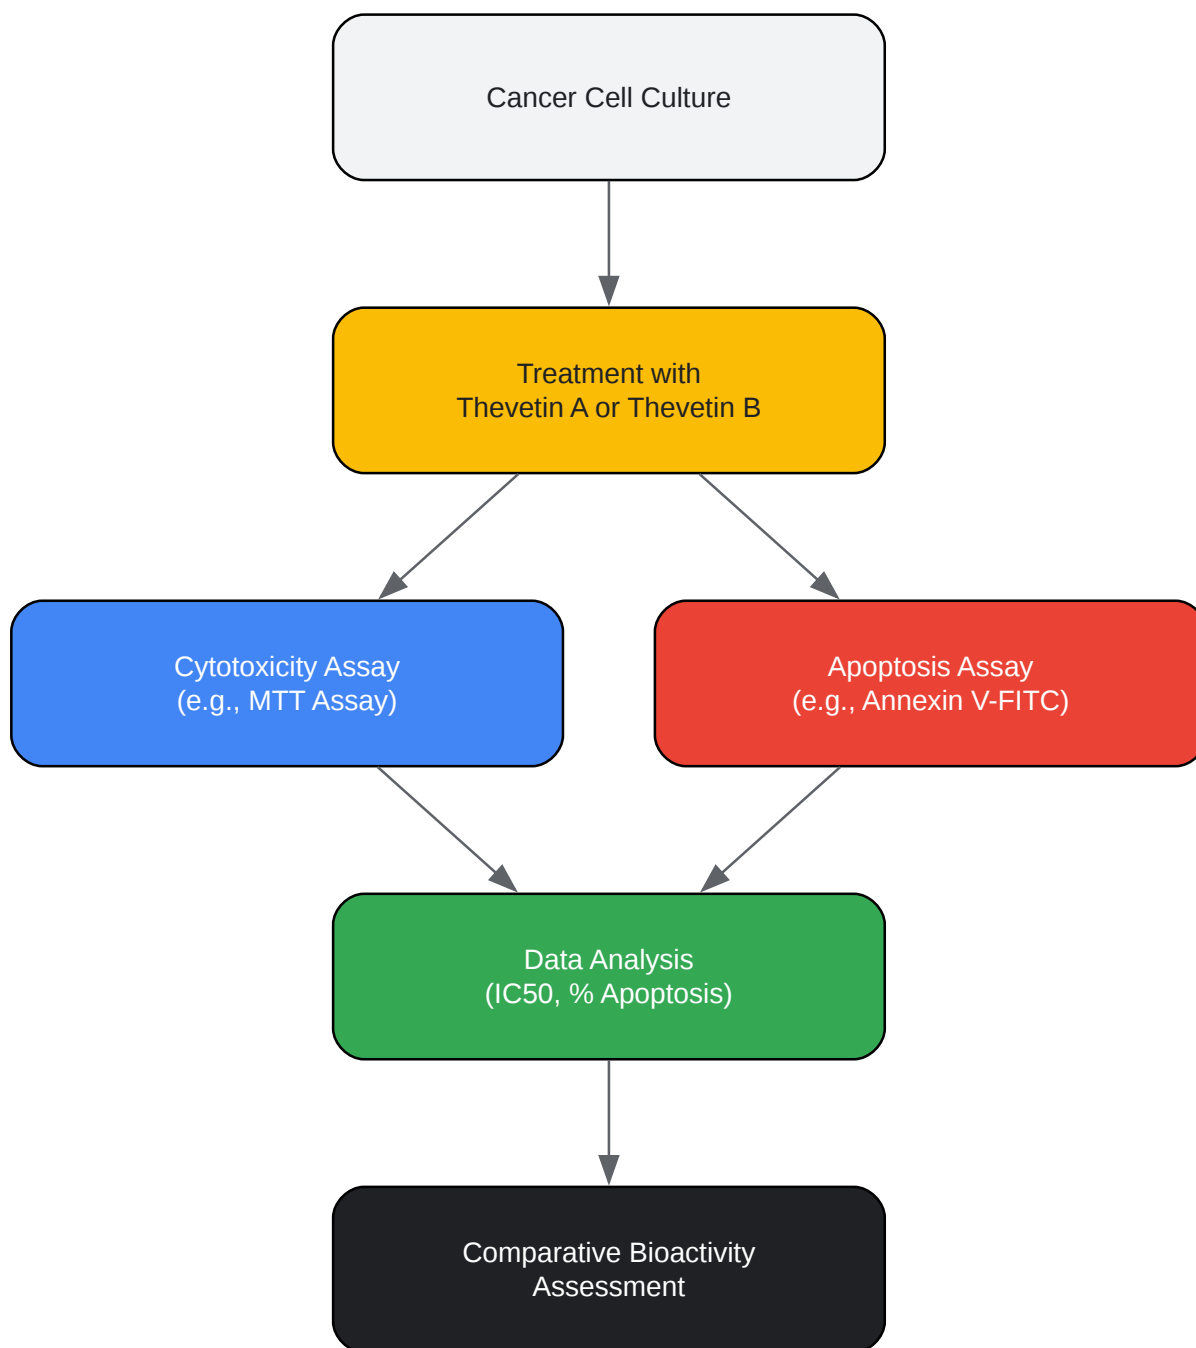 Cancer Cell Culture
Treatment with
Thevetin A or Thevetin B
Cytotoxicity Assay
(e.g., MTT Assay)
Apoptosis Assay
(e.g., Annexin V-FITC)
Data Analysis
(IC50, % Apoptosis)
Comparative Bioactivity
Assessment